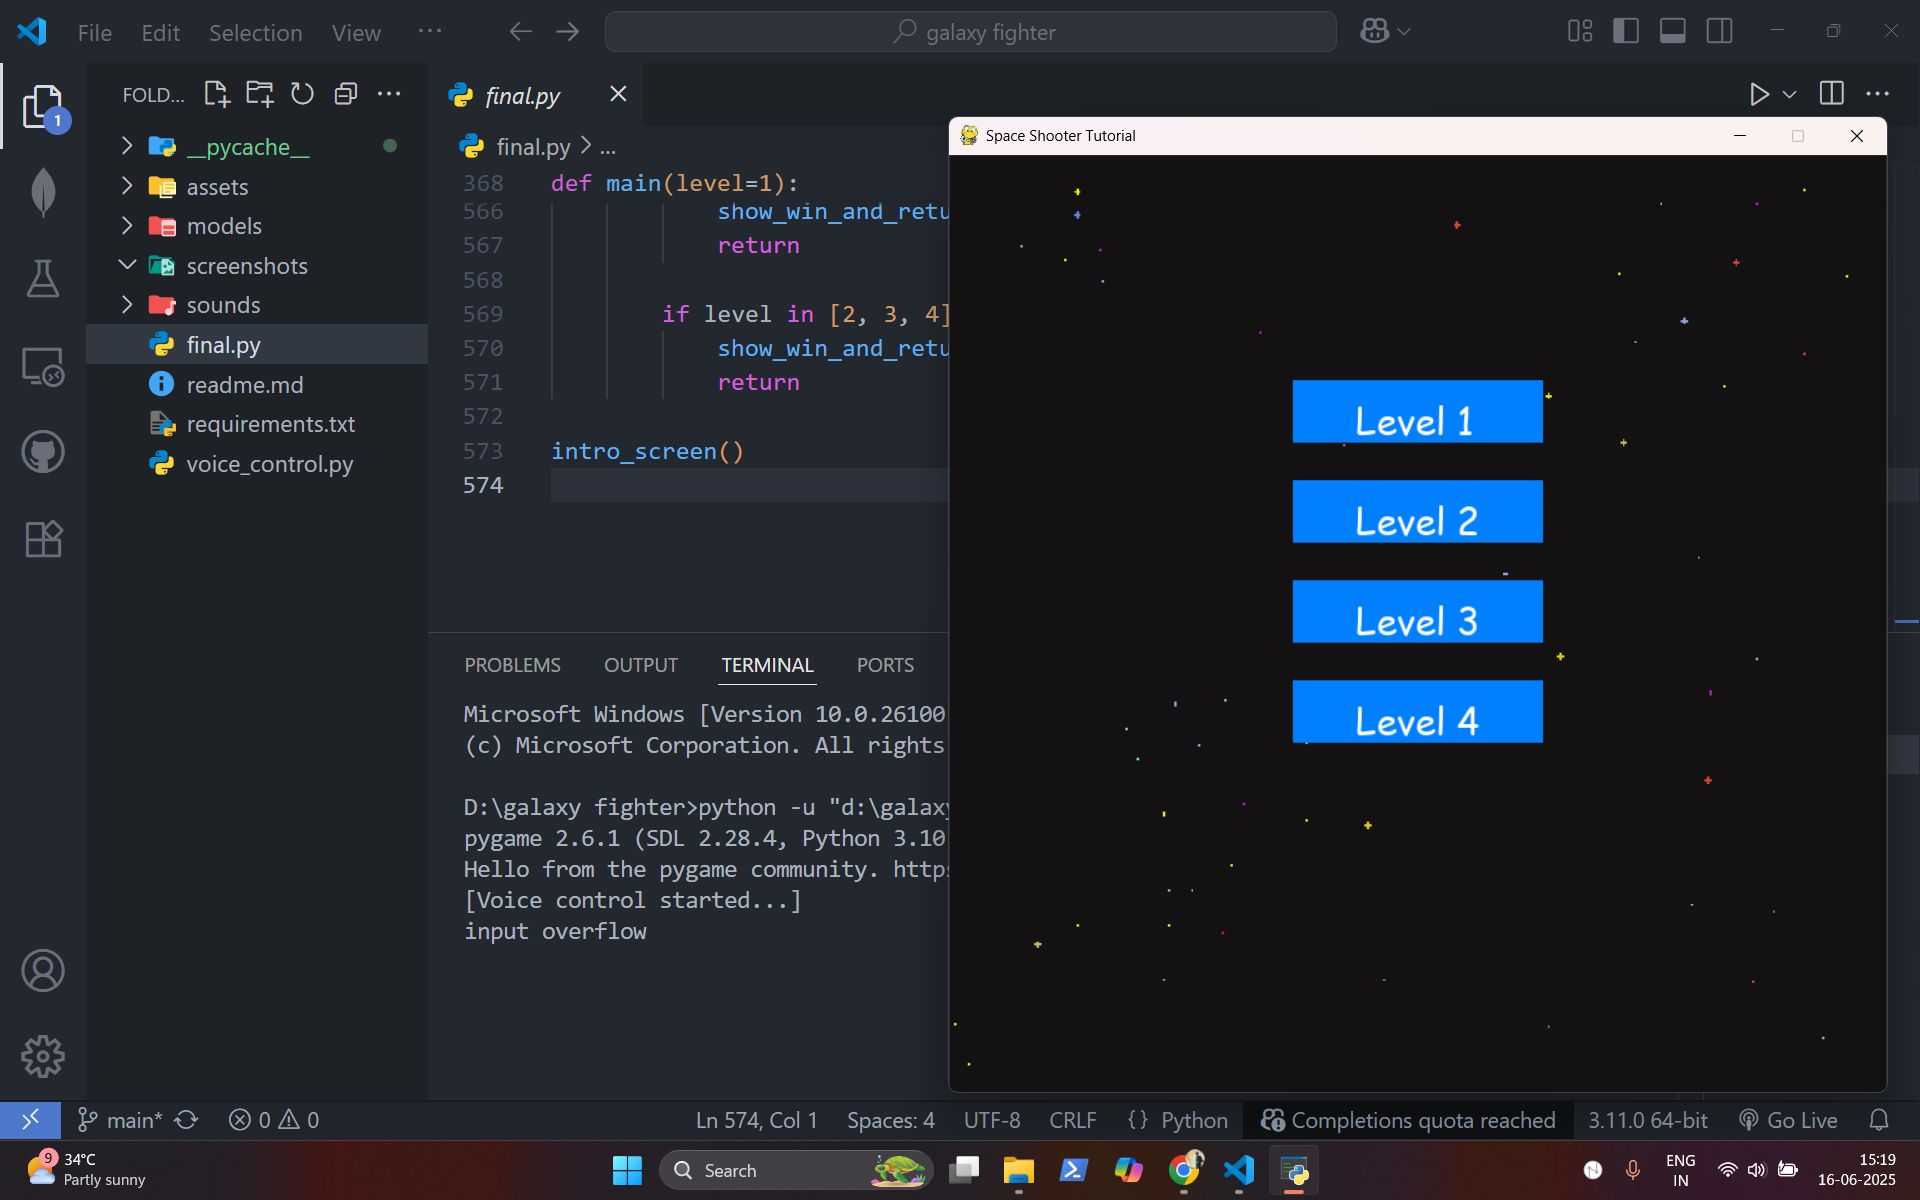 File Edit Selection View ...
galaxy fighter
FOLD...
1
__pycache__
assets
models
screenshots
sounds
final.py
readme.md
requirements.txt
voice_control.py
final.py
final.py > ...
368 def main(level=1):
566 show_win_and_retu
567 return
568
569 if level in [2, 3, 4]
570 show_win_and_retu
571 return
572
573 intro_screen()
574
PROBLEMS OUTPUT TERMINAL PORTS
Microsoft Windows [Version 10.0.26100
(c) Microsoft Corporation. All rights
D:\galaxy fighter>python -u "d:\galaxy
pygame 2.6.1 (SDL 2.28.4, Python 3.10
Hello from the pygame community. https
[Voice control started...]
input overflow
Space Shooter Tutorial
Level 1
Level 2
Level 3
Level 4
main* 0 0 Ln 574, Col 1 Spaces: 4 UTF-8 CRLF {} Python Completions quota reached 3.11.0 64-bit Go Live
9
34°C
Partly sunny
Search
ENG
IN
15:19
16-06-2025